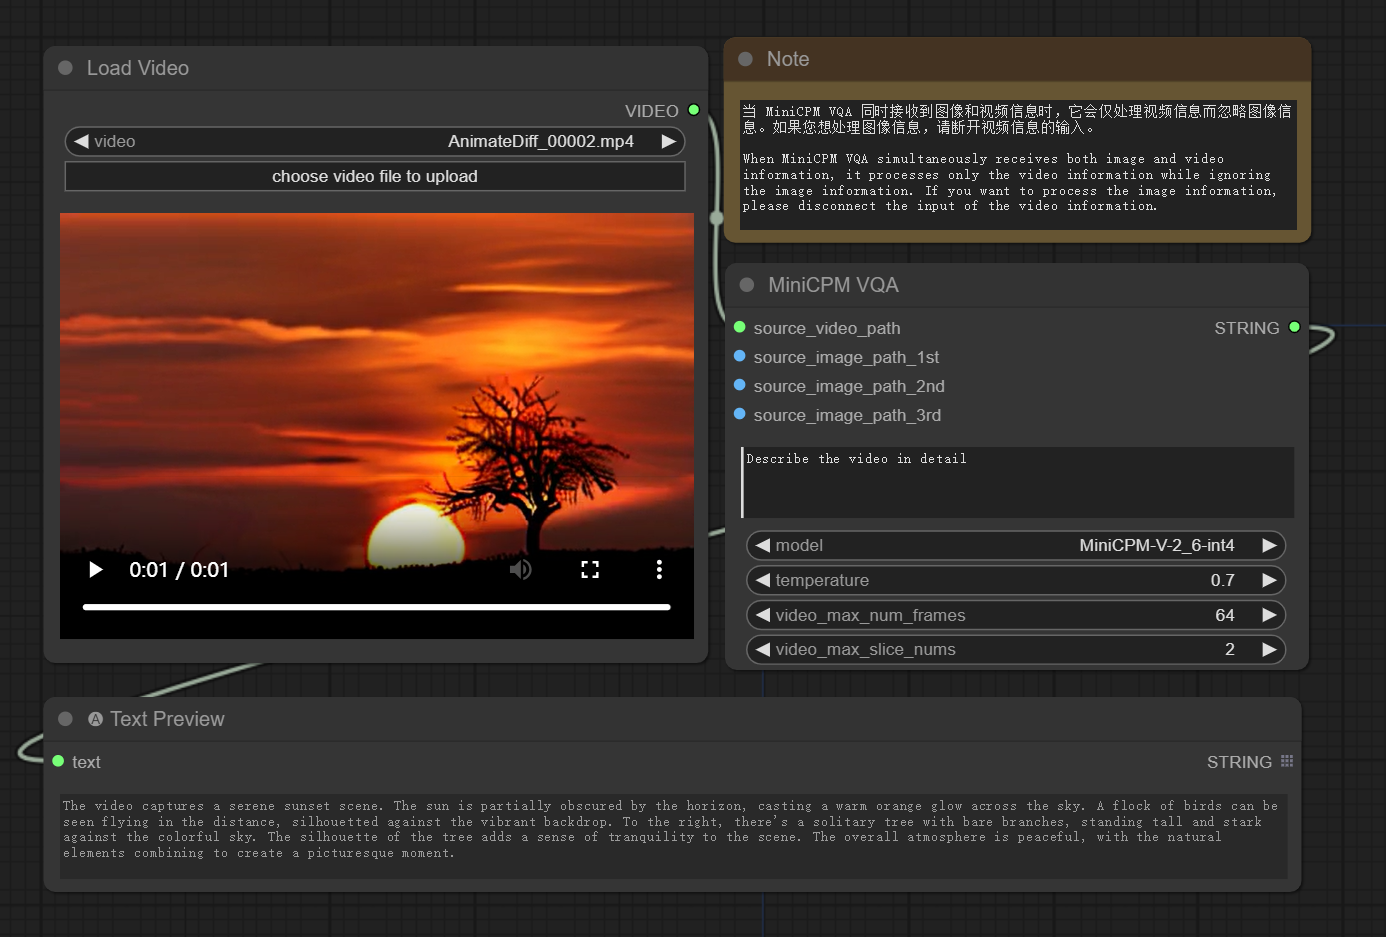 Load Video
VIDEO
video AnimateDiff_00002.mp4
choose video file to upload
0:01 / 0:01
Note
当 MiniCPM VQA 同时接收到图像和视频信息时，它会仅处理视频信息而忽略图像信
息。如果您想处理图像信息，请断开视频信息的输入。
When MiniCPM VQA simultaneously receives both image and video
information, it processes only the video information while ignoring
the image information. If you want to process the image information,
please disconnect the input of the video information.
MiniCPM VQA
source_video_path STRING
source_image_path_1st
source_image_path_2nd
source_image_path_3rd
Describe the video in detail
model MiniCPM-V-2_6-int4
temperature 0.7
video_max_num_frames 64
video_max_slice_nums 2
A Text Preview
text STRING
The video captures a serene sunset scene. The sun is partially obscured by the horizon, casting a warm orange glow across the sky. A flock of birds can be
seen flying in the distance, silhouetted against the vibrant backdrop. To the right, there's a solitary tree with bare branches, standing tall and stark
against the colorful sky. The silhouette of the tree adds a sense of tranquility to the scene. The overall atmosphere is peaceful, with the natural
elements combining to create a picturesque moment.